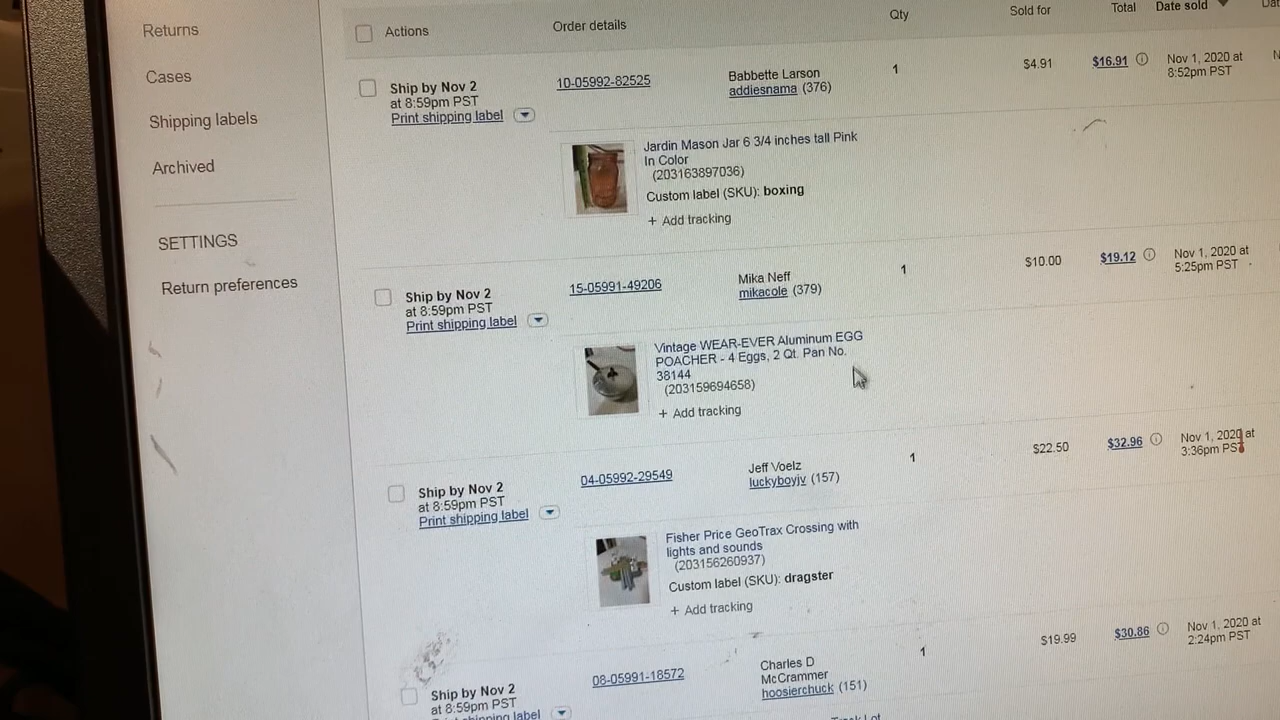 Returns
Cases
Shipping labels
Archived
SETTINGS
Return preferences
Actions
Order details
Qty
Sold for
Total
Date sold
Ship by Nov 2
at 8:59pm PST
Print shipping label
10-05992-82525
Babbette Larson
addiesnama (376)
1
$4.91
$16.91
Nov 1, 2020 at
8:52pm PST
Jardin Mason Jar 6 3/4 inches tall Pink
In Color
(203163897036)
Custom label (SKU): boxing
+ Add tracking
Ship by Nov 2
at 8:59pm PST
Print shipping label
15-05991-49206
Mika Neff
mikacole (379)
1
$10.00
$19.12
Nov 1, 2020 at
5:25pm PST
Vintage WEAR-EVER Aluminum EGG
POACHER - 4 Eggs, 2 Qt. Pan No.
38144
(203159694658)
+ Add tracking
Ship by Nov 2
at 8:59pm PST
Print shipping label
04-05992-29549
Jeff Voelz
luckyboyjv (157)
1
$22.50
$32.96
Nov 1, 2020 at
3:36pm PST
Fisher Price GeoTrax Crossing with
lights and sounds
(203156260937)
Custom label (SKU): dragster
+ Add tracking
Ship by Nov 2
at 8:59pm PST
Print shipping label
08-05991-18572
Charles D
McCrammer
hoosierchuck (151)
1
$19.99
$30.86
Nov 1, 2020 at
2:24pm PST